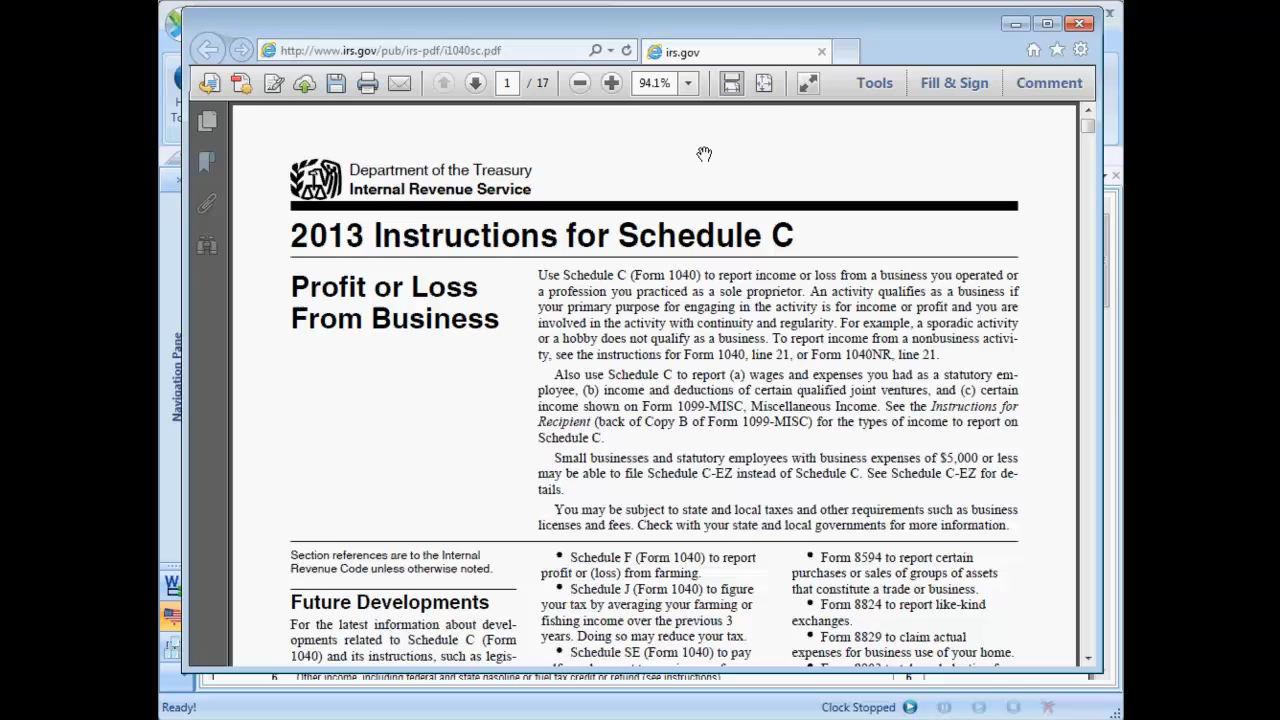 http://www.irs.gov/pub/irs-pdf/i1040sc.pdf
irs.gov
1 / 17
94.1%
Tools
Fill & Sign
Comment
Department of the Treasury
Internal Revenue Service
2013 Instructions for Schedule C
Profit or Loss
From Business
Use Schedule C (Form 1040) to report income or loss from a business you operated or
a profession you practiced as a sole proprietor. An activity qualifies as a business if
your primary purpose for engaging in the activity is for income or profit and you are
involved in the activity with continuity and regularity. For example, a sporadic activity
or a hobby does not qualify as a business. To report income from a nonbusiness activi-
ty, see the instructions for Form 1040, line 21, or Form 1040NR, line 21.
Also use Schedule C to report (a) wages and expenses you had as a statutory em-
ployee, (b) income and deductions of certain qualified joint ventures, and (c) certain
income shown on Form 1099-MISC, Miscellaneous Income. See the Instructions for
Recipient (back of Copy B of Form 1099-MISC) for the types of income to report on
Schedule C.
Small businesses and statutory employees with business expenses of $5,000 or less
may be able to file Schedule C-EZ instead of Schedule C. See Schedule C-EZ for de-
tails.
You may be subject to state and local taxes and other requirements such as business
licenses and fees. Check with your state and local governments for more information.
Section references are to the Internal
Revenue Code unless otherwise noted.
Future Developments
For the latest information about devel-
opments related to Schedule C (Form
1040) and its instructions, such as legis-
• Schedule F (Form 1040) to report
profit or (loss) from farming.
• Schedule J (Form 1040) to figure
your tax by averaging your farming or
fishing income over the previous 3
years. Doing so may reduce your tax.
• Schedule SE (Form 1040) to pay
• Form 8594 to report certain
purchases or sales of groups of assets
that constitute a trade or business.
• Form 8824 to report like-kind
exchanges.
• Form 8829 to claim actual
expenses for business use of your home.
Navigation Pane
6 Other income, including federal and state gasoline or fuel tax credit or refund (see instructions) 6
Ready!
Clock Stopped